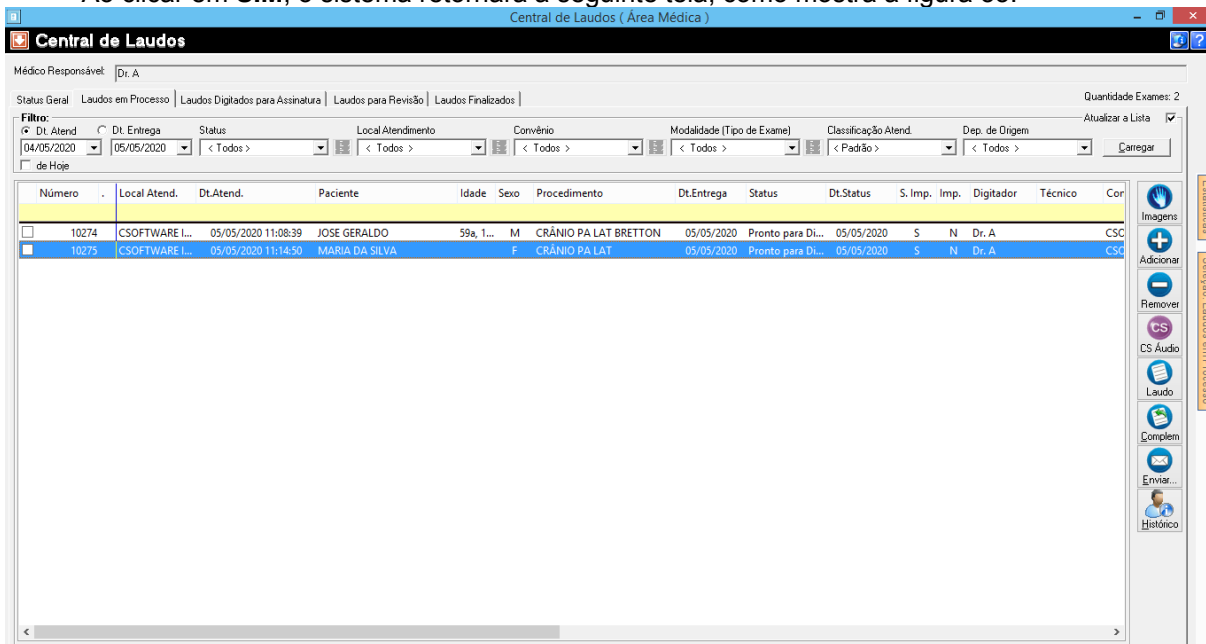 Ao clicar em Sim, o sistema retornará a seguinte tela, como mostra a figura
Central de Laudos ( Área Médica )
Central de Laudos
Médico Responsável: Dr. A
Status Geral Laudos em Processo Laudos Digitados para Assinatura Laudos para Revisão Laudos Finalizados Quantidade Exames: 2
Filtro: Atualizar a Lista
Dt. Atend Dt. Entrega Status Local Atendimento Convênio Modalidade (Tipo de Exame) Classificação Atend. Dep. de Origem
04/05/2020 05/05/2020 < Todos > < Todos > < Todos > < Todos > < Padrão > < Todos > Carregar
de Hoje
Número . Local Atend. Dt.Atend. Paciente Idade Sexo Procedimento Dt.Entrega Status Dt.Status S. Imp. Imp. Digitador Técnico Cor
10274 CSOFTWARE I... 05/05/2020 11:08:39 JOSE GERALDO 59a, 1... M CRÂNIO PA LAT BRETTON 05/05/2020 Pronto para Di... 05/05/2020 S N Dr. A CSC
10275 CSOFTWARE I... 05/05/2020 11:14:50 MARIA DA SILVA F CRÂNIO PA LAT 05/05/2020 Pronto para Di... 05/05/2020 S N Dr. A CSC
Imagens
Adicionar
Remover
CS
CS Áudio
Laudo
Complem
Enviar...
Histórico